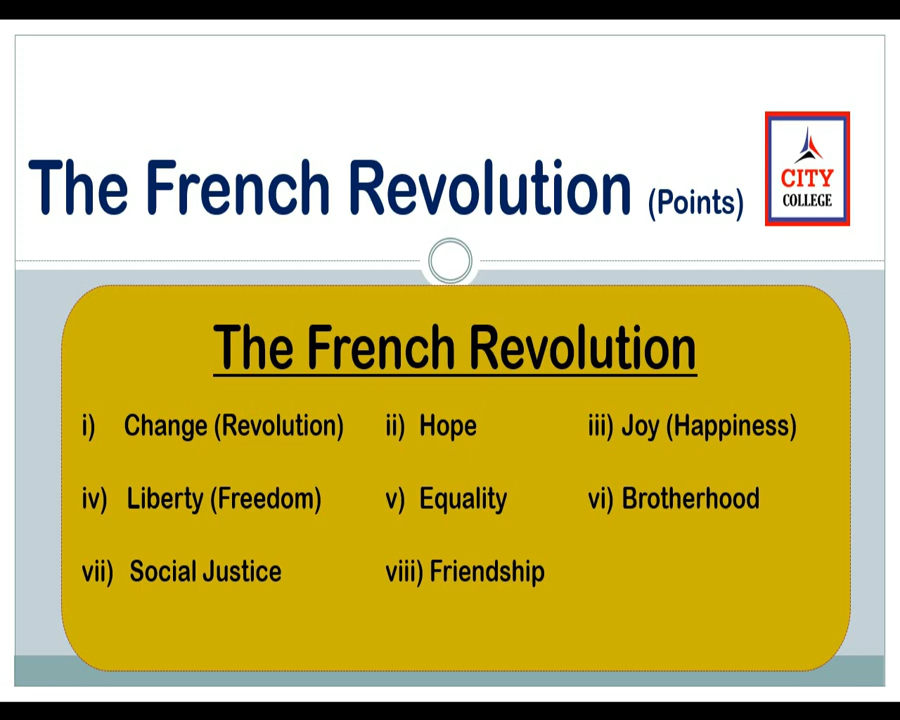 The French Revolution (Points)
CITY
COLLEGE
The French Revolution
i) Change (Revolution) ii) Hope iii) Joy (Happiness)
iv) Liberty (Freedom) v) Equality vi) Brotherhood
vii) Social Justice viii) Friendship